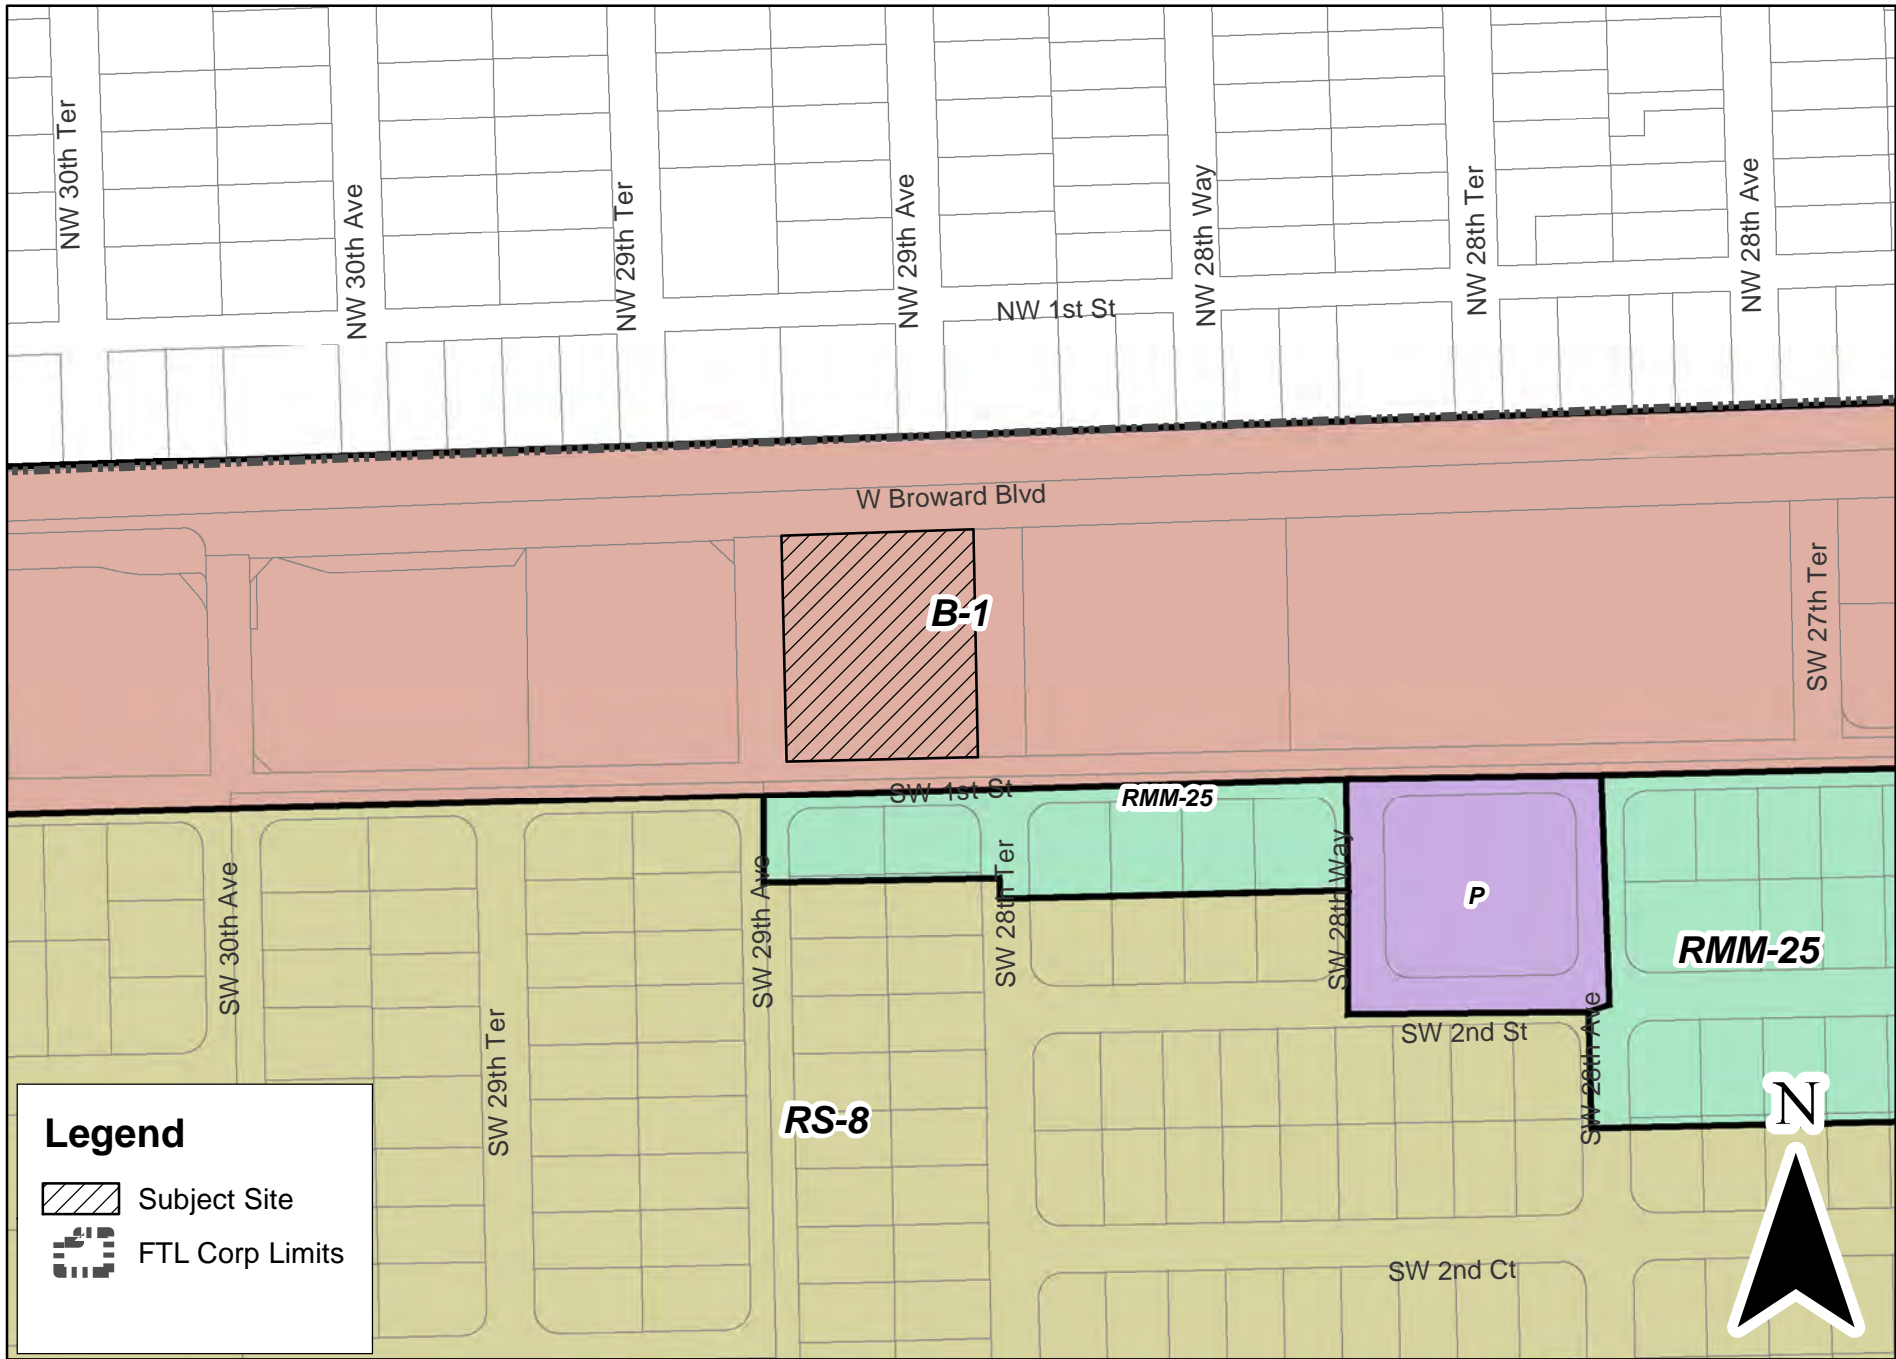 NW 30th Ter
NW 30th Ave
NW 29th Ter
NW 29th Ave
NW 28th Way
NW 28th Ter
NW 28th Ave
NW 1st St
W Broward Blvd
B-1
SW 27th Ter
SW 1st St
RMM-25
SW 30th Ave
SW 29th Ter
SW 29th Ave
SW 28th Ter
SW 28th Way
P
RMM-25
SW 2nd St
SW 28th Ave
RS-8
N
SW 2nd Ct
Legend
Subject Site
FTL Corp Limits